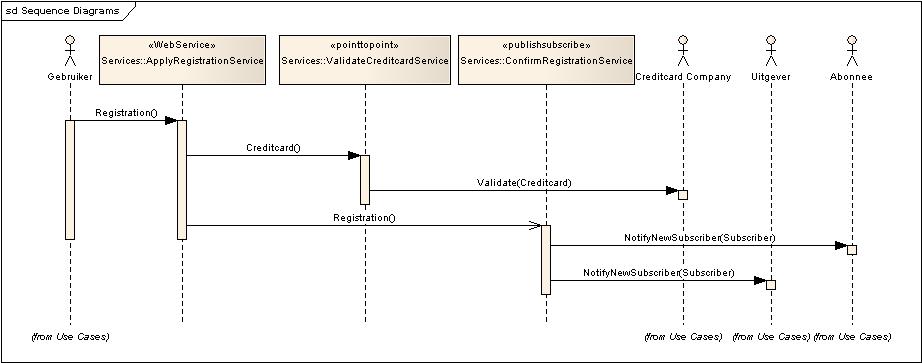 sd Sequence Diagrams
«WebService»
Services::ApplyRegistrationService
«pointtopoint»
Services::ValidateCreditcardService
«publishsubscribe»
Services::ConfirmRegistrationService
Gebruiker
Creditcard Company
Uitgever
Abonnee
Registration()
Creditcard()
Validate(Creditcard)
Registration()
NotifyNewSubscriber(Subscriber)
NotifyNewSubscriber(Subscriber)
(from Use Cases)
(from Use Cases)
(from Use Cases)
(from Use Cases)